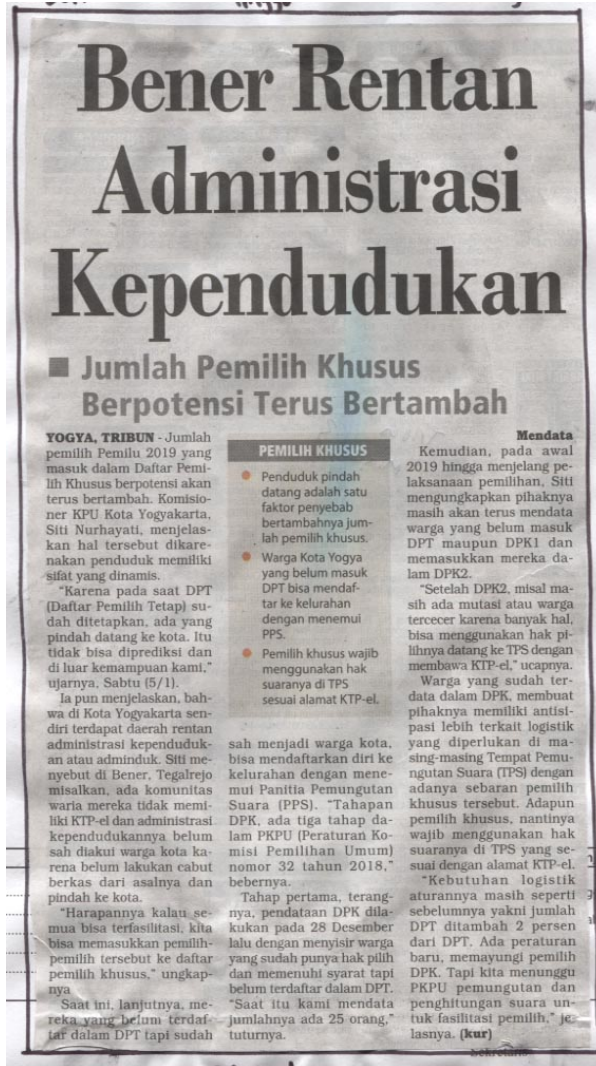 Bener Rentan
Administrasi
Kependudukan
■ Jumlah Pemilih Khusus
Berpotensi Terus Bertambah
YOGYA, TRIBUN - Jumlah
pemilih Pemilu 2019 yang
masuk dalam Daftar Pemi-
lih Khusus berpotensi akan
terus bertambah. Komisio-
ner KPU Kota Yogyakarta,
Siti Nurhayati, menjelas-
kan hal tersebut dikare-
nakan penduduk memiliki
sifat yang dinamis.
"Karena pada saat DPT
(Daftar Pemilih Tetap) su-
dah ditetapkan, ada yang
pindah datang ke kota. Itu
tidak bisa diprediksi dan
di luar kemampuan kami,"
ujarnya, Sabtu (5/1).
Ia pun menjelaskan, bah-
wa di Kota Yogyakarta sen-
diri terdapat daerah rentan
administrasi kependuduk-
an atau adminduk. Siti me-
nyebut di Bener, Tegalrejo
misalkan, ada komunitas
waria mereka tidak memi-
liki KTP-el dan administrasi
kependudukannya belum
sah diakui warga kota ka-
rena belum lakukan cabut
berkas dari asalnya dan
pindah ke kota.
"Harapannya kalau se-
mua bisa terfasilitasi, kita
bisa memasukkan pemilih-
pemilih tersebut ke daftar
pemilih khusus," ungkap-
nya
Saat ini, lanjutnya, me-
reka yang belum terdaf-
tar dalam DPT tapi sudah
PEMILIH KHUSUS
● Penduduk pindah
datang adalah satu
faktor penyebab
bertambahnya jum-
lah pemilih khusus.
● Warga Kota Yogya
yang belum masuk
DPT bisa mendaf-
tar ke kelurahan
dengan menemui
PPS.
● Pemilih khusus wajib
menggunakan hak
suaranya di TPS
sesuai alamat KTP-el.
sah menjadi warga kota,
bisa mendaftarkan diri ke
kelurahan dengan mene-
mui Panitia Pemungutan
Suara (PPS). "Tahapan
DPK, ada tiga tahap da-
lam PKPU (Peraturan Ko-
misi Pemilihan Umum)
nomor 32 tahun 2018,"
bebernya.
Tahap pertama, terang-
nya, pendataan DPK dila-
kukan pada 28 Desember
lalu dengan menyisir warga
yang sudah punya hak pilih
dan memenuhi syarat tapi
belum terdaftar dalam DPT.
"Saat itu kami mendata
jumlahnya ada 25 orang,"
tuturnya.
Mendata
Kemudian, pada awal
2019 hingga menjelang pe-
laksanaan pemilihan, Siti
mengungkapkan pihaknya
masih akan terus mendata
warga yang belum masuk
DPT maupun DPK1 dan
memasukkan mereka da-
lam DPK2.
"Setelah DPK2, misal ma-
sih ada mutasi atau warga
tercecer karena banyak hal,
bisa menggunakan hak pi-
lihnya datang ke TPS dengan
membawa KTP-el," ucapnya.
Warga yang sudah ter-
data dalam DPK, membuat
pihaknya memiliki antisi-
pasi lebih terkait logistik
yang diperlukan di ma-
sing-masing Tempat Pemu-
ngutan Suara (TPS) dengan
adanya sebaran pemilih
khusus tersebut. Adapun
pemilih khusus, nantinya
wajib menggunakan hak
suaranya di TPS yang se-
suai dengan alamat KTP-el.
"Kebutuhan logistik
aturannya masih seperti
sebelumnya yakni jumlah
DPT ditambah 2 persen
dari DPT. Ada peraturan
baru, memayungi pemilih
DPK. Tapi kita menunggu
PKPU pemungutan dan
penghitungan suara un-
tuk fasilitasi pemilih," je-
lasnya. (kur)